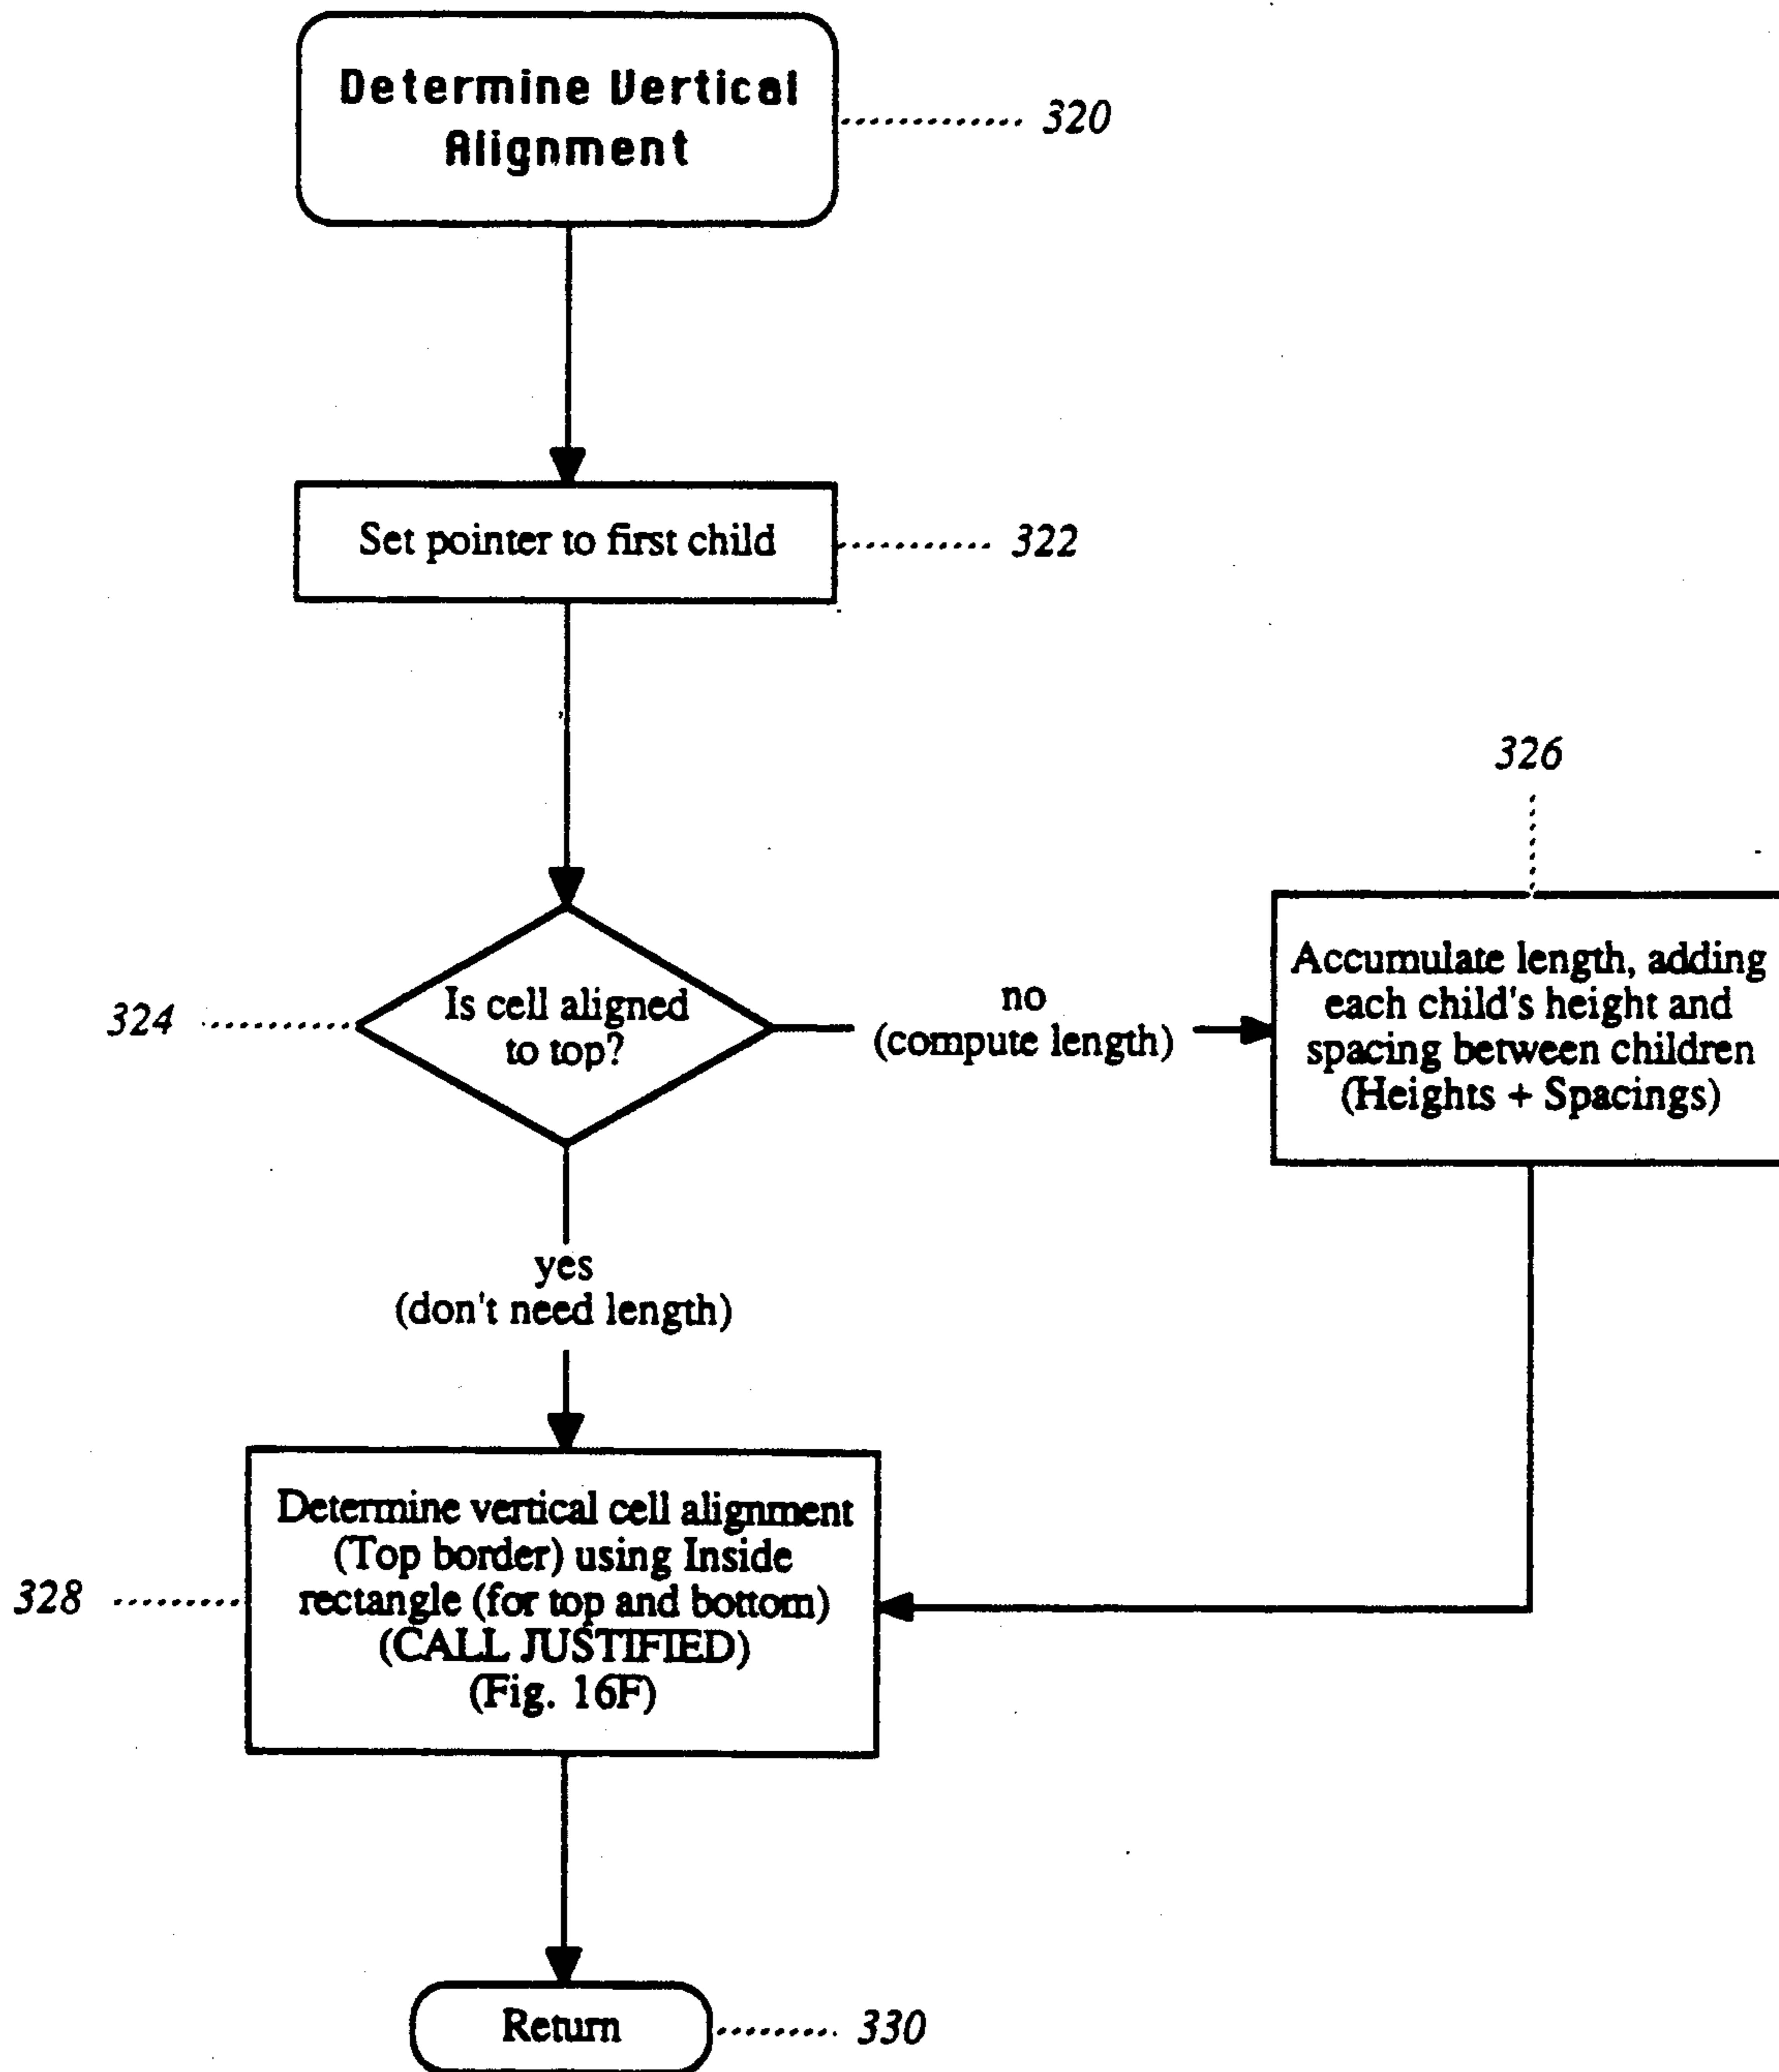 Determine Vertical
Alignment
320
Set pointer to first child
322
326
Is cell aligned
to top?
324
no
(compute length)
Accumulate length, adding
each child's height and
spacing between children
(Heights + Spacings)
yes
(don't need length)
Determine vertical cell alignment
(Top border) using Inside
rectangle (for top and bottom)
(CALL JUSTIFIED)
(Fig. 16F)
328
Return
330